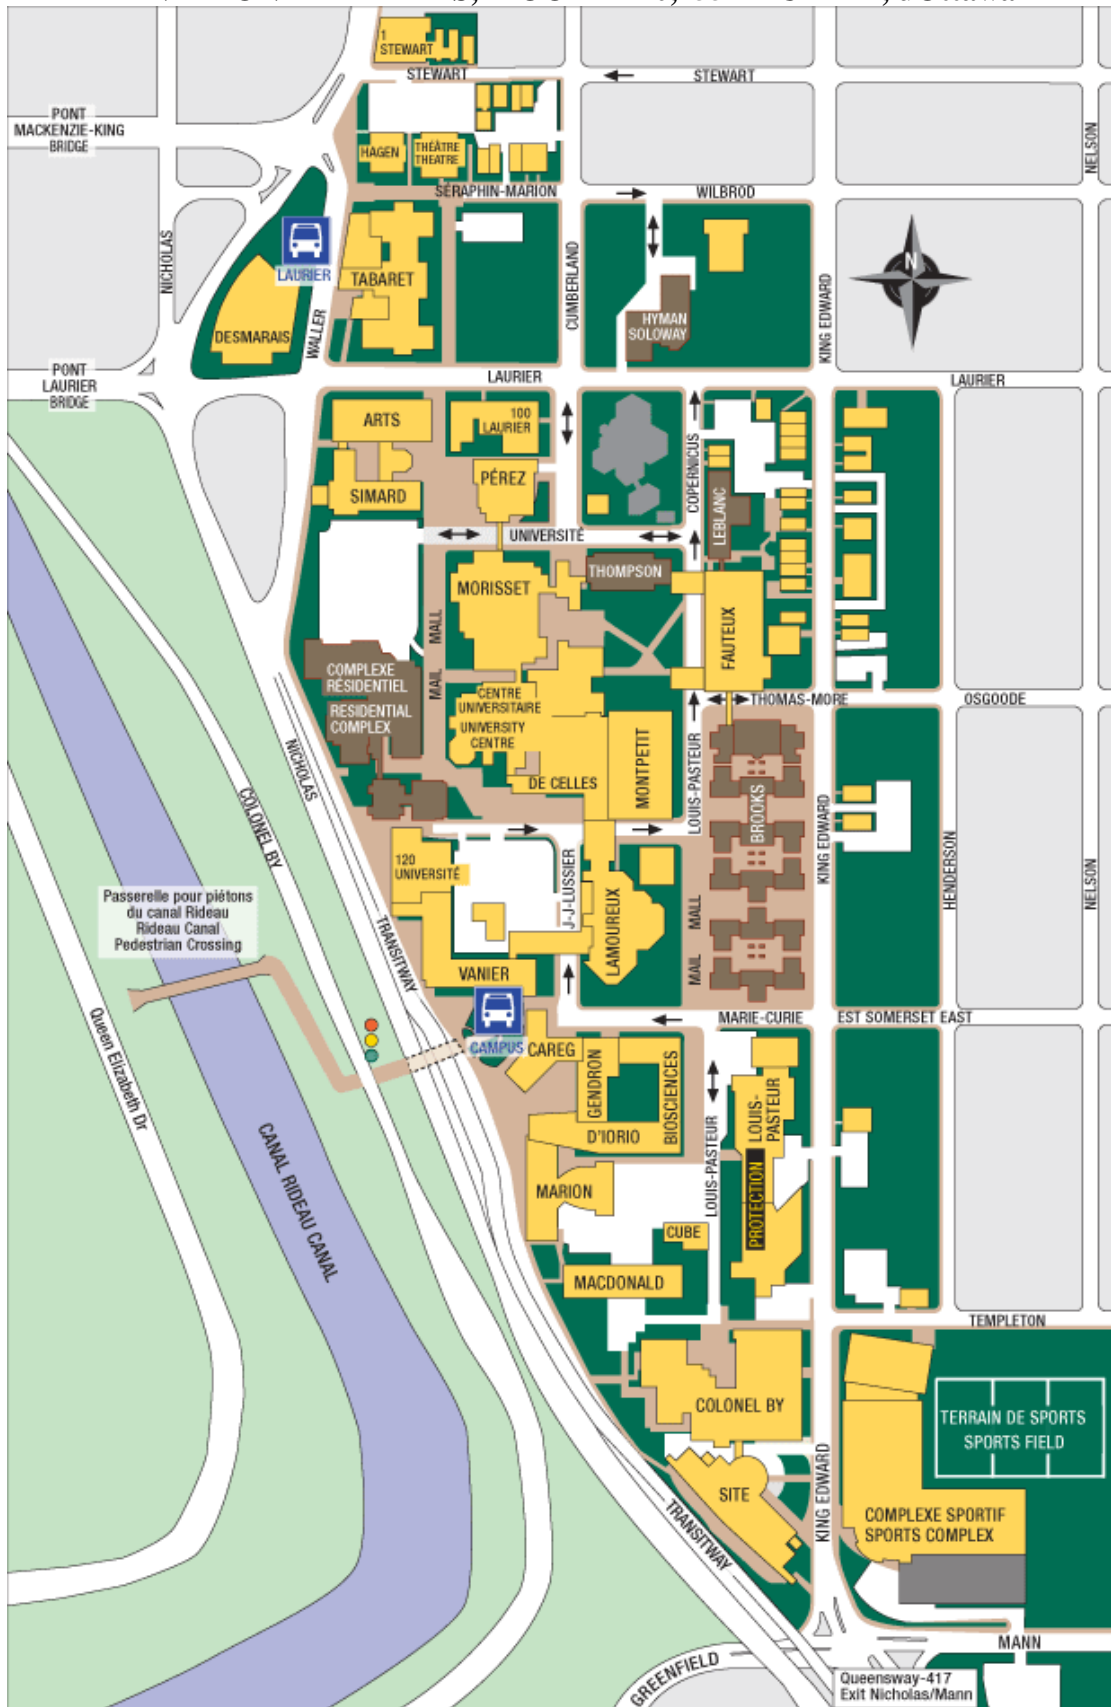 1
STEWART
STEWART
STEWART
PONT
MACKENZIE-KING
BRIDGE
NELSON
HAGEN
THÉÂTRE
THEATRE
SÉRAPHIN-MARION
WILBROD
NICHOLAS
LAURIER
TABARET
CUMBERLAND
N
HYMAN
SOLOWAY
KING EDWARD
DESMARAIS
WALLER
PONT
LAURIER
BRIDGE
LAURIER
LAURIER
ARTS
100
LAURIER
COPERNICUS
PÉREZ
SIMARD
LEBLANC
UNIVERSITÉ
THOMPSON
MORISSET
MALL
MAIL
FAUTEUX
COMPLEXE
RÉSIDENTIEL
RESIDENTIAL
COMPLEX
CENTRE
UNIVERSITAIRE
UNIVERSITY
CENTRE
THOMAS-MORE
OSGOODE
NICHOLAS
MONTPETIT
LOUIS-PASTEUR
DE CELLES
BROOKS
COLONEL BY
KING EDWARD
HENDERSON
NELSON
120
UNIVERSITÉ
J-J-LUSSIER
Passerelle pour piétons
du canal Rideau
Rideau Canal
Pedestrian Crossing
TRANSITWAY
LAMOUREUX
MALL
MAIL
VANIER
MARIE-CURIE
EST SOMERSET EAST
Queen Elizabeth Dr
CAMPUS
CAREG
GENDRON
BIOSCIENCES
LOUIS-
PASTEUR
D'IORIO
LOUIS-PASTEUR
CANAL RIDEAU CANAL
MARION
PROTECTION
CUBE
MACDONALD
TEMPLETON
COLONEL BY
TERRAIN DE SPORTS
SPORTS FIELD
SITE
KING EDWARD
COMPLEXE SPORTIF
SPORTS COMPLEX
TRANSITWAY
MANN
GREENFIELD
Queensway-417
Exit Nicholas/Mann